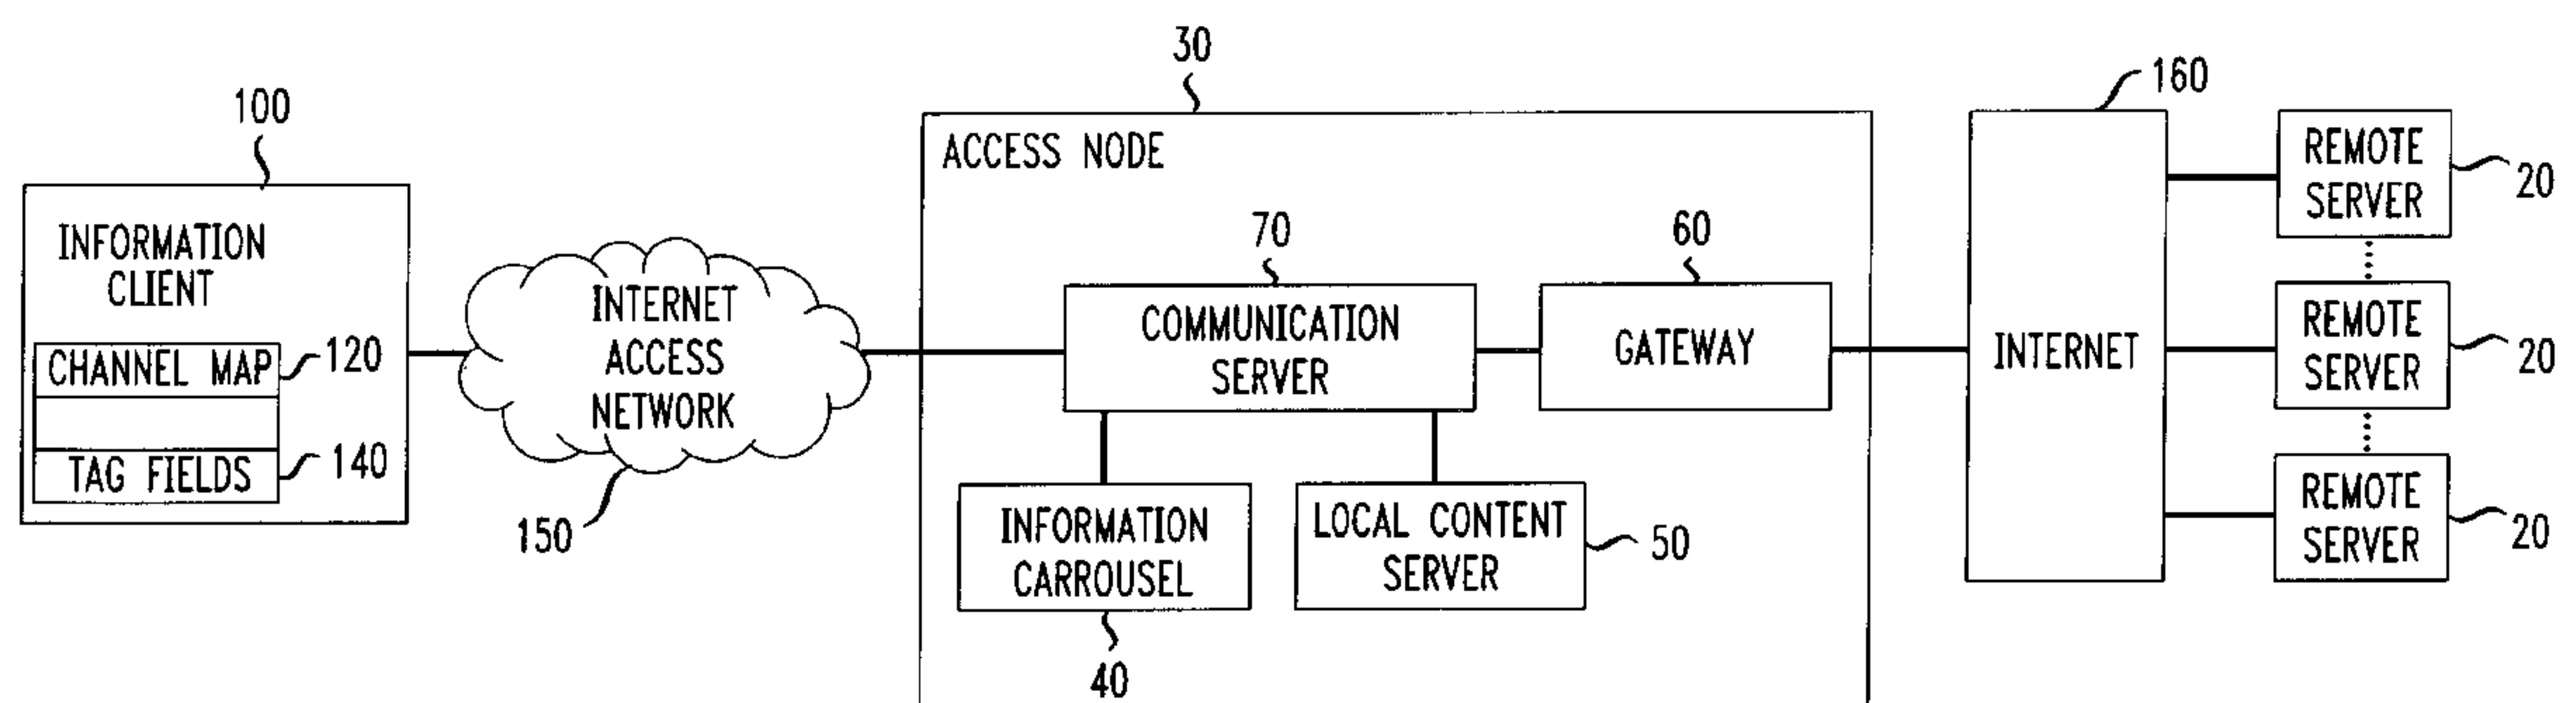 30
160
100
ACCESS NODE
REMOTE
SERVER
20
INFORMATION
CLIENT
70
60
INTERNET
ACCESS
NETWORK
COMMUNICATION
SERVER
GATEWAY
INTERNET
REMOTE
SERVER
20
CHANNEL MAP
120
TAG FIELDS
140
150
INFORMATION
CARROUSEL
LOCAL CONTENT
SERVER
50
REMOTE
SERVER
20
40